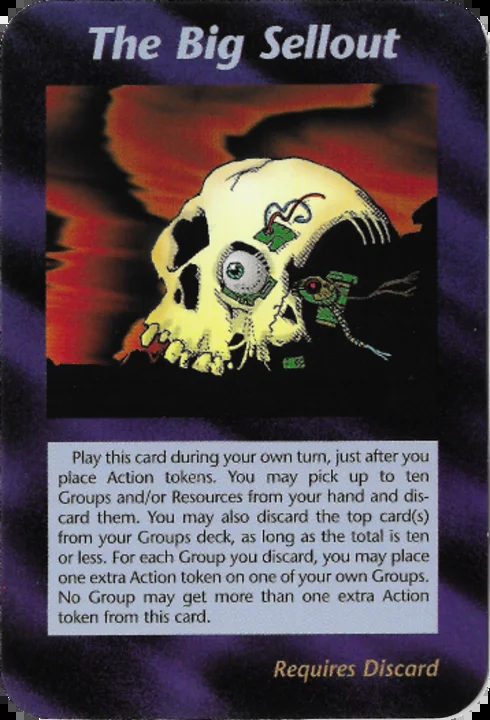 The Big Sellout
Play this card during your own turn, just after you
place Action tokens. You may pick up to ten
Groups and/or Resources from your hand and dis-
card them. You may also discard the top card(s)
from your Groups deck, as long as the total is ten
or less. For each Group you discard, you may place
one extra Action token on one of your own Groups.
No Group may get more than one extra Action
token from this card.
Requires Discard